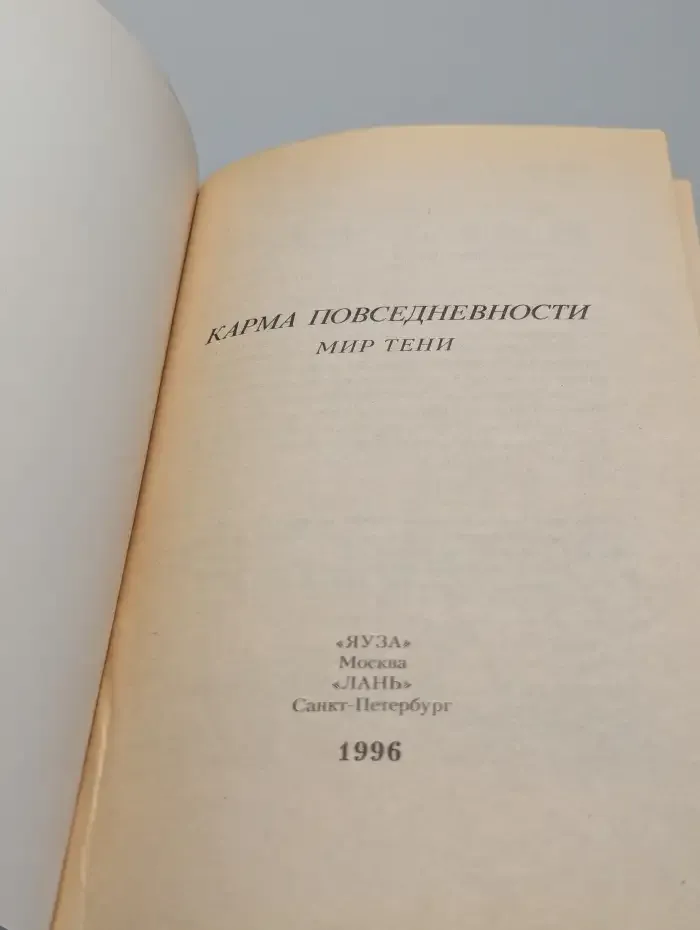 КАРМА ПОВСЕДНЕВНОСТИ
МИР ТЕНИ
«ЯУЗА»
Москва
«ЛАНЬ»
Санкт-Петербург
1996